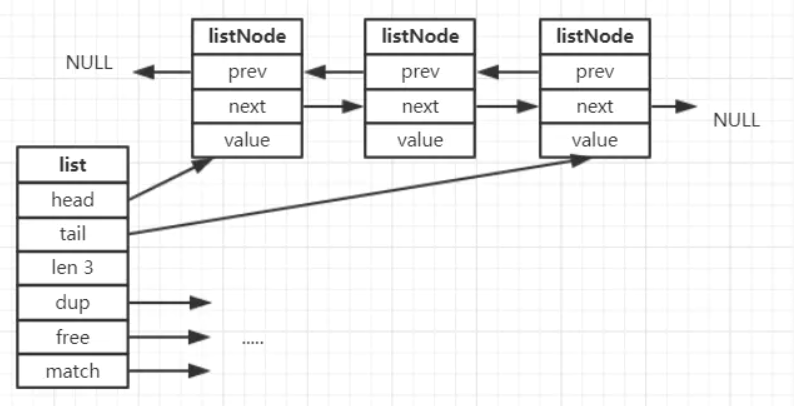 listNode listNode listNode
NULL prev prev prev
next next next NULL
value value value
list
head
tail
len 3
dup
free .....
match